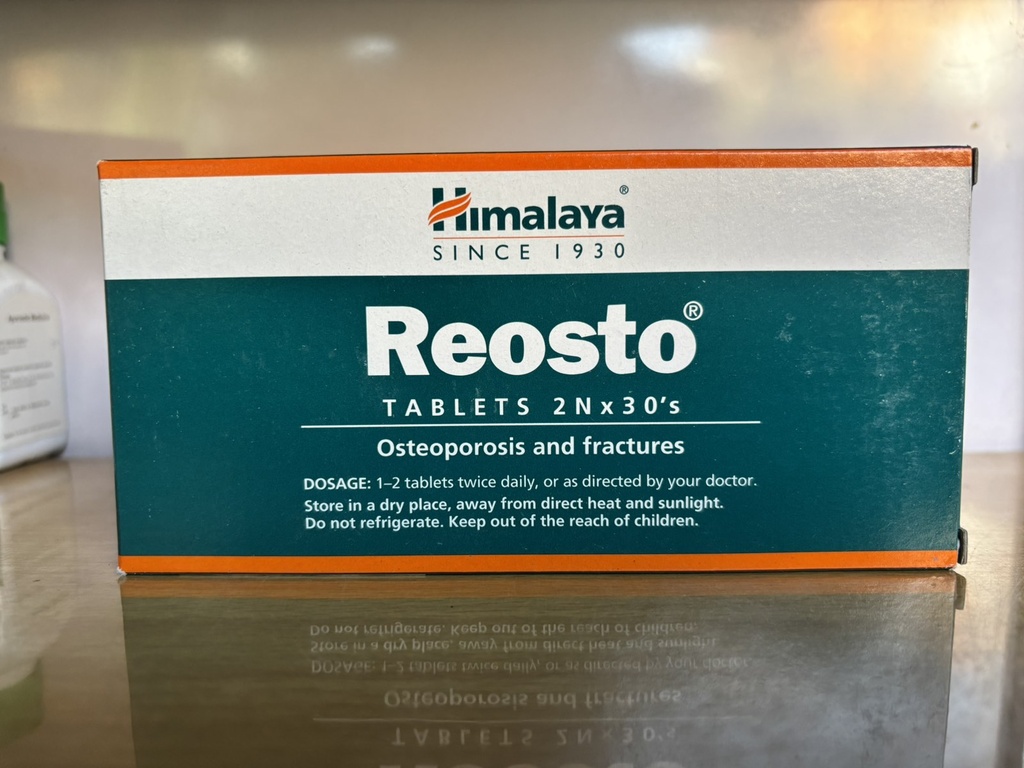 Himalaya®
SINCE 1930
Reosto®
TABLETS 2N x 30's
Osteoporosis and fractures
DOSAGE: 1–2 tablets twice daily, or as directed by your doctor.
Store in a dry place, away from direct heat and sunlight.
Do not refrigerate. Keep out of the reach of children.